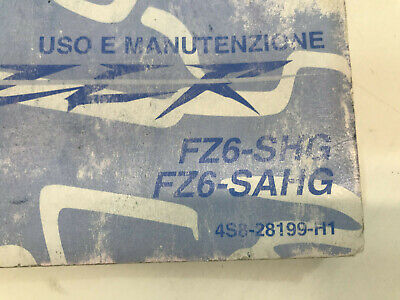 USO E MANUTENZIONE
FZ6-SHG
FZ6-SAHG
4S8-28199-H1